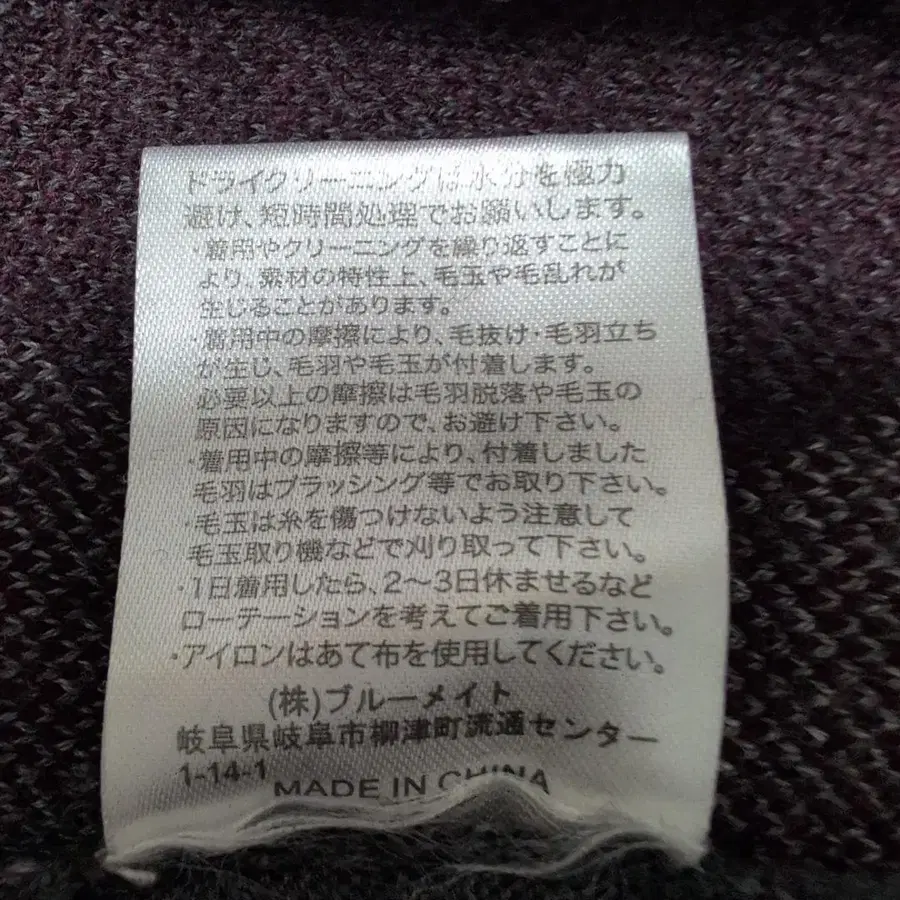 ドライクリーニングは水分を極力
避け、短時間処理でお願いします。
・着用やクリーニングを繰り返すことに
より、素材の特性上、毛玉や毛乱れが
生じることがあります。
・着用中の摩擦により、毛抜け・毛羽立ち
が生じ、毛羽や毛玉が付着します。
必要以上の摩擦は毛羽脱落や毛玉の
原因になりますので、お避け下さい。
・着用中の摩擦等により、付着しました
毛羽はブラッシング等でお取り下さい。
・毛玉は糸を傷つけないよう注意して
毛玉取り機などで刈り取って下さい。
・1日着用したら、2〜3日休ませるなど
ローテーションを考えてご着用下さい。
・アイロンはあて布を使用してください。
(株)ブルーメイト
岐阜県岐阜市柳津町流通センター
1-14-1
MADE IN CHINA